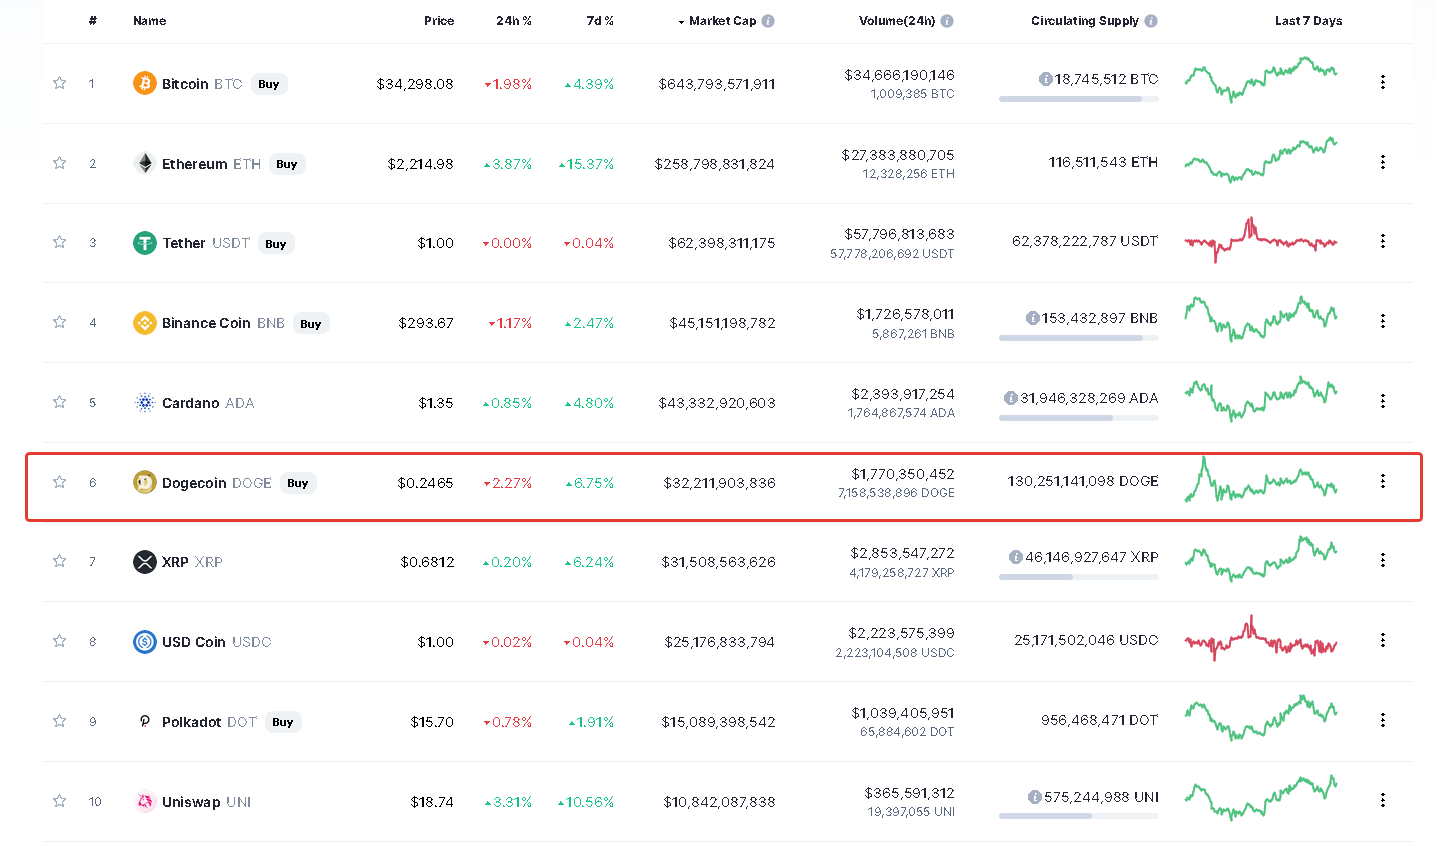 # Name Price 24h % 7d % Market Cap Volume(24h) Circulating Supply Last 7 Days
1 Bitcoin BTC Buy $34,298.08 1.98% 4.39% $643,793,571,911 $34,666,190,146 18,745,512 BTC
1,009,385 BTC
2 Ethereum ETH Buy $2,214.98 3.87% 15.37% $258,798,831,824 $27,383,880,705 116,511,543 ETH
12,328,256 ETH
3 Tether USDT Buy $1.00 0.00% 0.04% $62,398,311,175 $57,796,813,683 62,378,222,787 USDT
57,778,206,692 USDT
4 Binance Coin BNB Buy $293.67 1.17% 2.47% $45,151,198,782 $1,726,578,011 153,432,897 BNB
5,867,261 BNB
5 Cardano ADA $1.35 0.85% 4.80% $43,332,920,603 $2,393,917,254 31,946,328,269 ADA
1,764,867,574 ADA
6 Dogecoin DOGE Buy $0.2465 2.27% 6.75% $32,211,903,836 $1,770,350,452 130,251,141,098 DOGE
7,158,538,896 DOGE
7 XRP XRP $0.6812 0.20% 6.24% $31,508,563,626 $2,853,547,272 46,146,927,647 XRP
4,179,258,727 XRP
8 USD Coin USDC $1.00 0.02% 0.04% $25,176,833,794 $2,223,575,399 25,171,502,046 USDC
2,223,104,508 USDC
9 Polkadot DOT Buy $15.70 0.78% 1.91% $15,089,398,542 $1,039,405,951 956,468,471 DOT
65,884,602 DOT
10 Uniswap UNI $18.74 3.31% 10.56% $10,842,087,838 $365,591,312 575,244,988 UNI
19,397,055 UNI